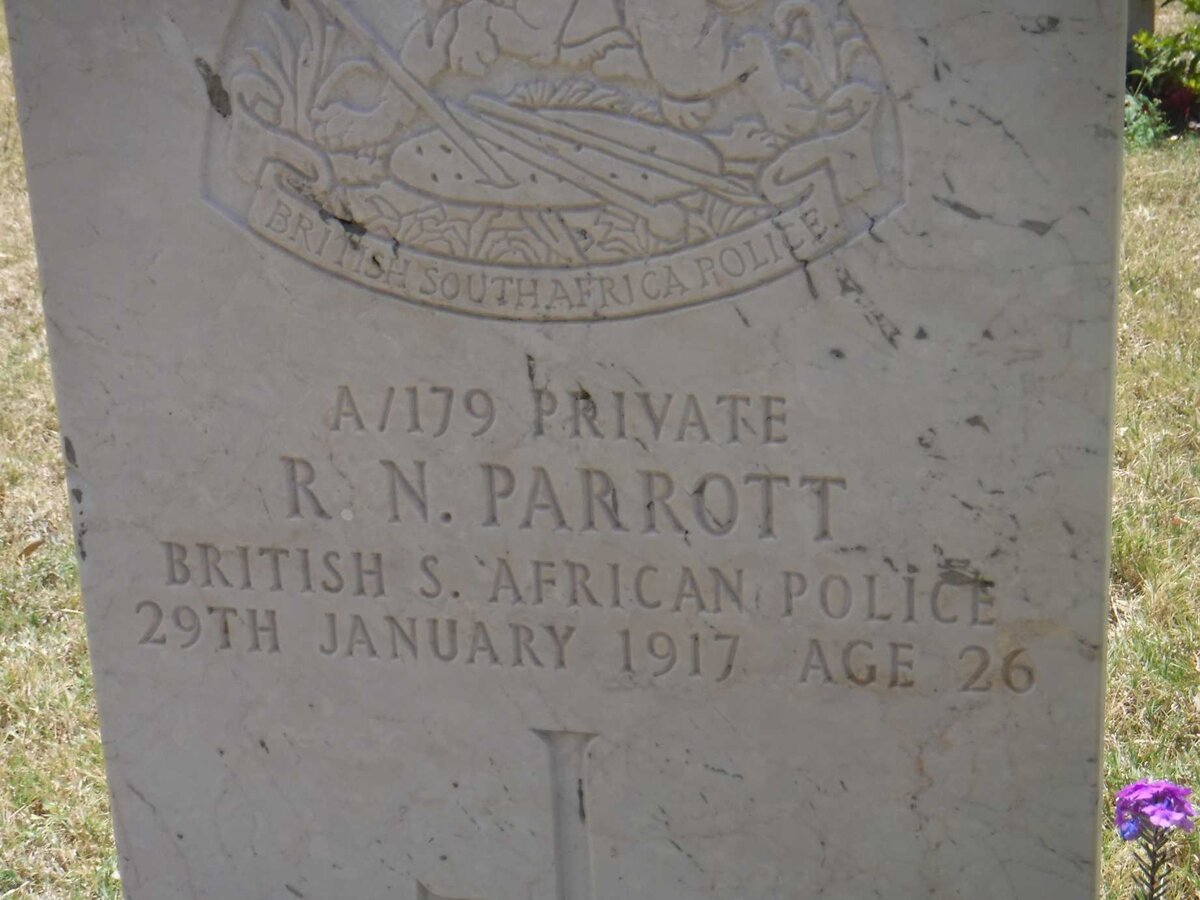 BRITISH SOUTH AFRICA POLICE.
A/179 PRIVATE
R. N. PARROTT
BRITISH S. AFRICAN POLICE
29TH JANUARY 1917 AGE 26